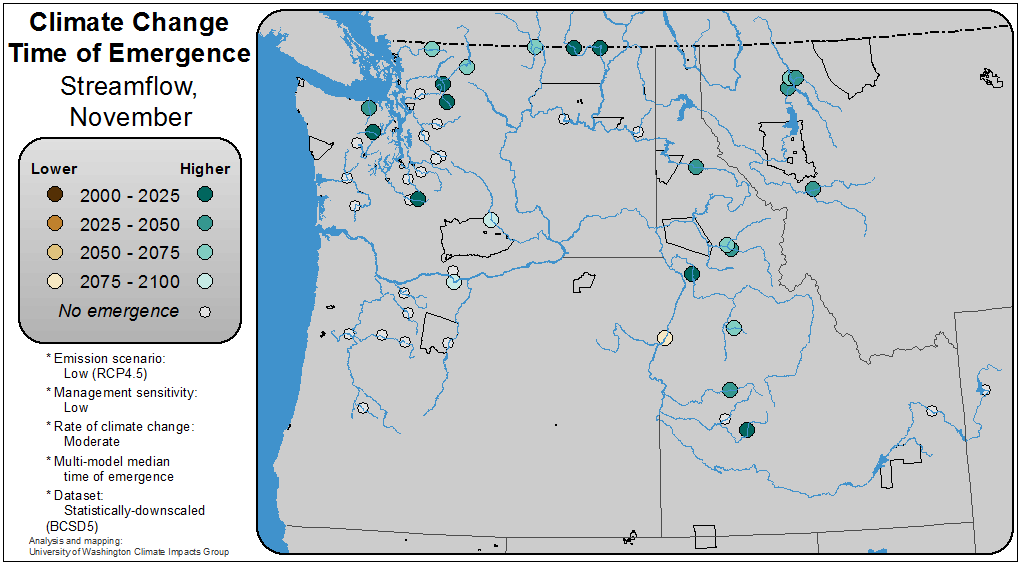 Climate Change
Time of Emergence
Streamflow,
November
Lower Higher
2000 - 2025
2025 - 2050
2050 - 2075
2075 - 2100
No emergence
* Emission scenario:
Low (RCP4.5)
* Management sensitivity:
Low
* Rate of climate change:
Moderate
* Multi-model median
time of emergence
* Dataset:
Statistically-downscaled
(BCSD5)
Analysis and mapping:
University of Washington Climate Impacts Group